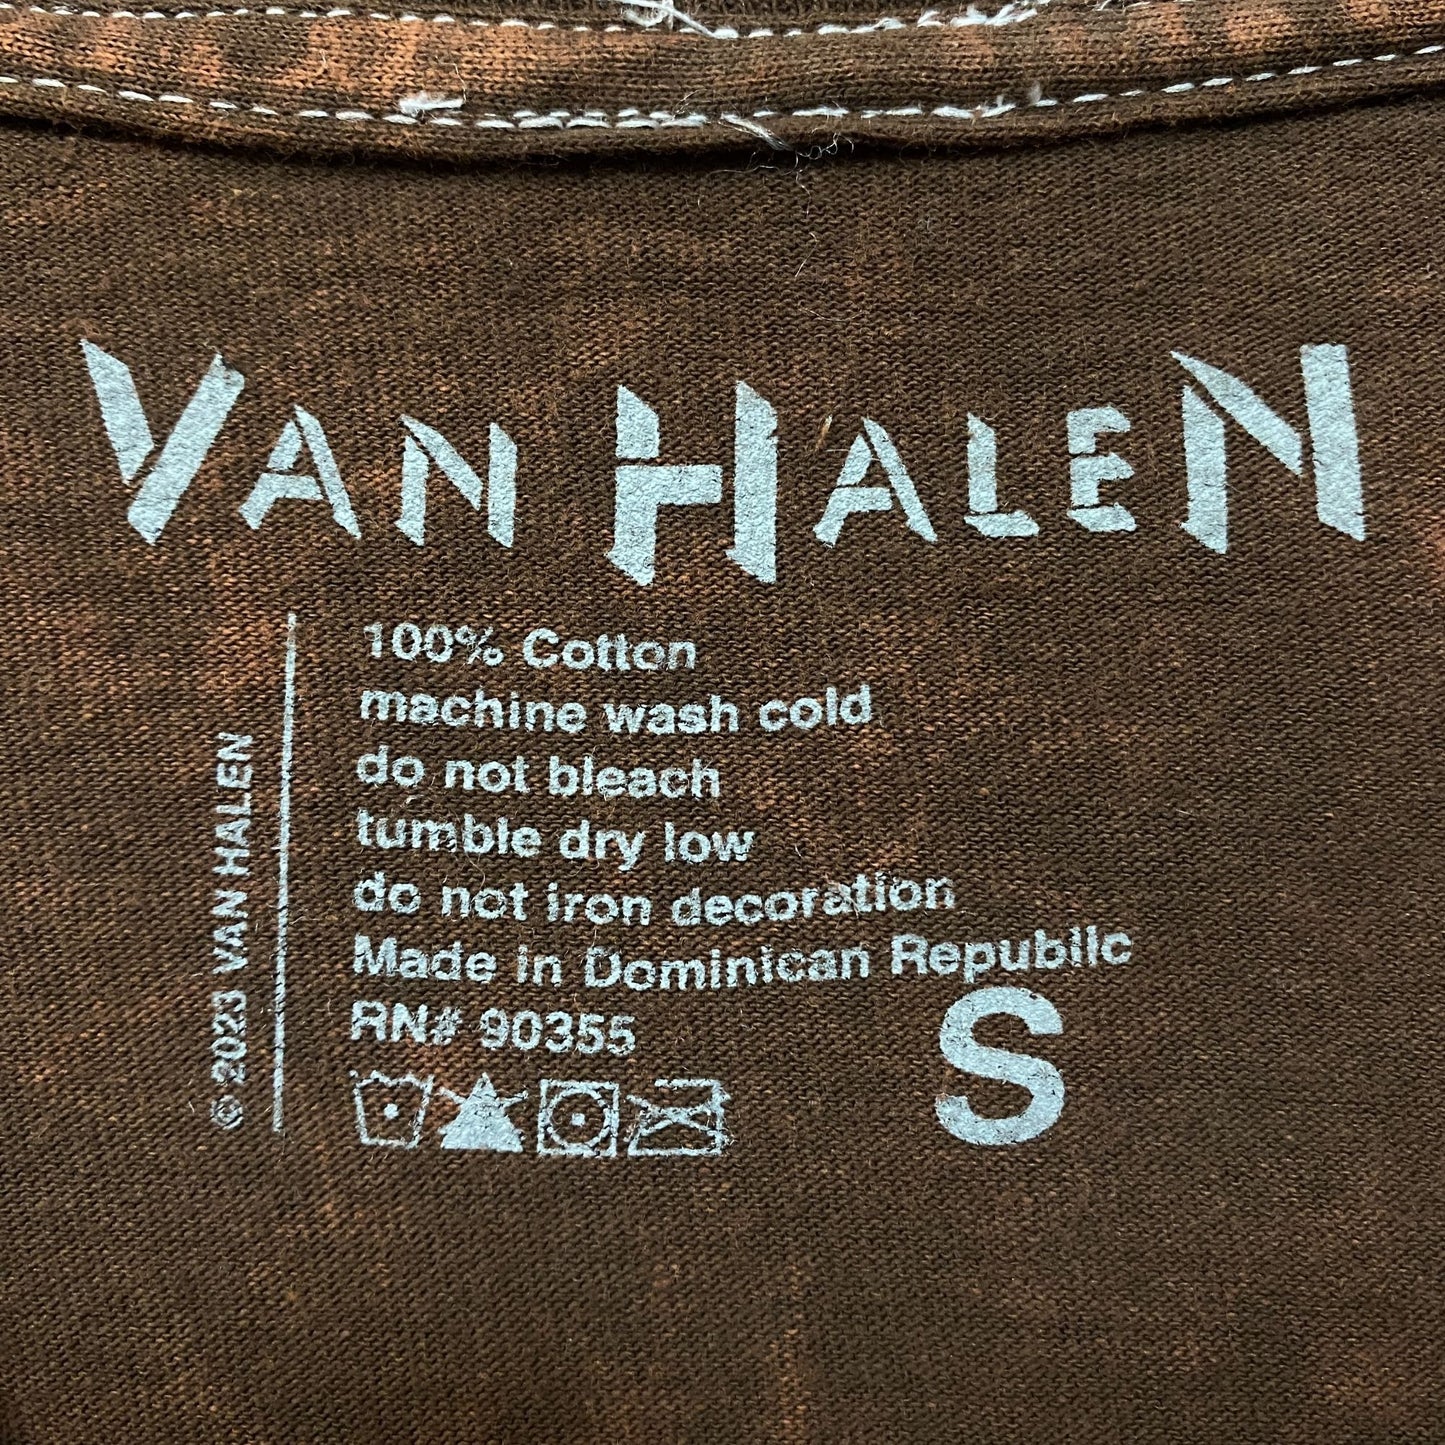 VAN HALEN
100% Cotton
machine wash cold
do not bleach
tumble dry low
do not iron decoration
Made in Dominican Republic
RN# 90355
S
© 2023 VAN HALEN